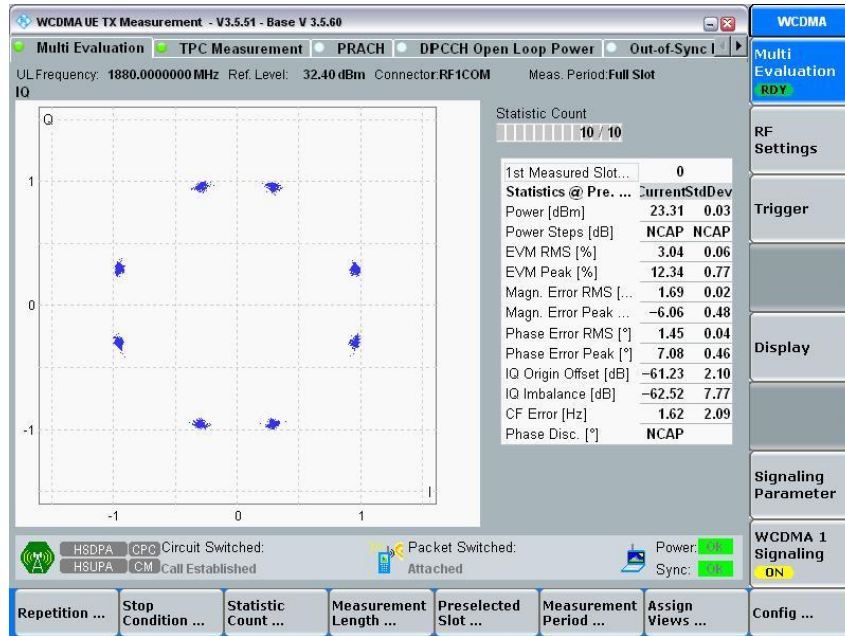 WCDMA UE TX Measurement - V3.5.51 - Base V 3.5.60
WCDMA
Multi Evaluation TPC Measurement PRACH DPCCH Open Loop Power Out-of-Sync
UL Frequency: 1880.0000000 MHz Ref. Level: 32.40 dBm Connector: RF1COM Meas. Period: Full Slot
IQ
Multi Evaluation
RDY
RF Settings
Trigger
Display
Signaling Parameter
WCDMA 1 Signaling
ON
Q
1
0
-1
-1 0 1
I
Statistic Count
10 / 10
1st Measured Slot... 0
Statistics @ Pre. ... CurrentStdDev
Power [dBm] 23.31 0.03
Power Steps [dB] NCAP NCAP
EVM RMS [%] 3.04 0.06
EVM Peak [%] 12.34 0.77
Magn. Error RMS [... 1.69 0.02
Magn. Error Peak ... −6.06 0.48
Phase Error RMS [°] 1.45 0.04
Phase Error Peak [°] 7.08 0.46
IQ Origin Offset [dB] −61.23 2.10
IQ Imbalance [dB] −62.52 7.77
CF Error [Hz] 1.62 2.09
Phase Disc. [°] NCAP
HSDPA CPC Circuit Switched: Packet Switched: Power: OK
HSUPA CM Call Established Attached Sync: OK
Repetition ... Stop Condition ... Statistic Count ... Measurement Length ... Preselected Slot ... Measurement Period ... Assign Views ... Config ...